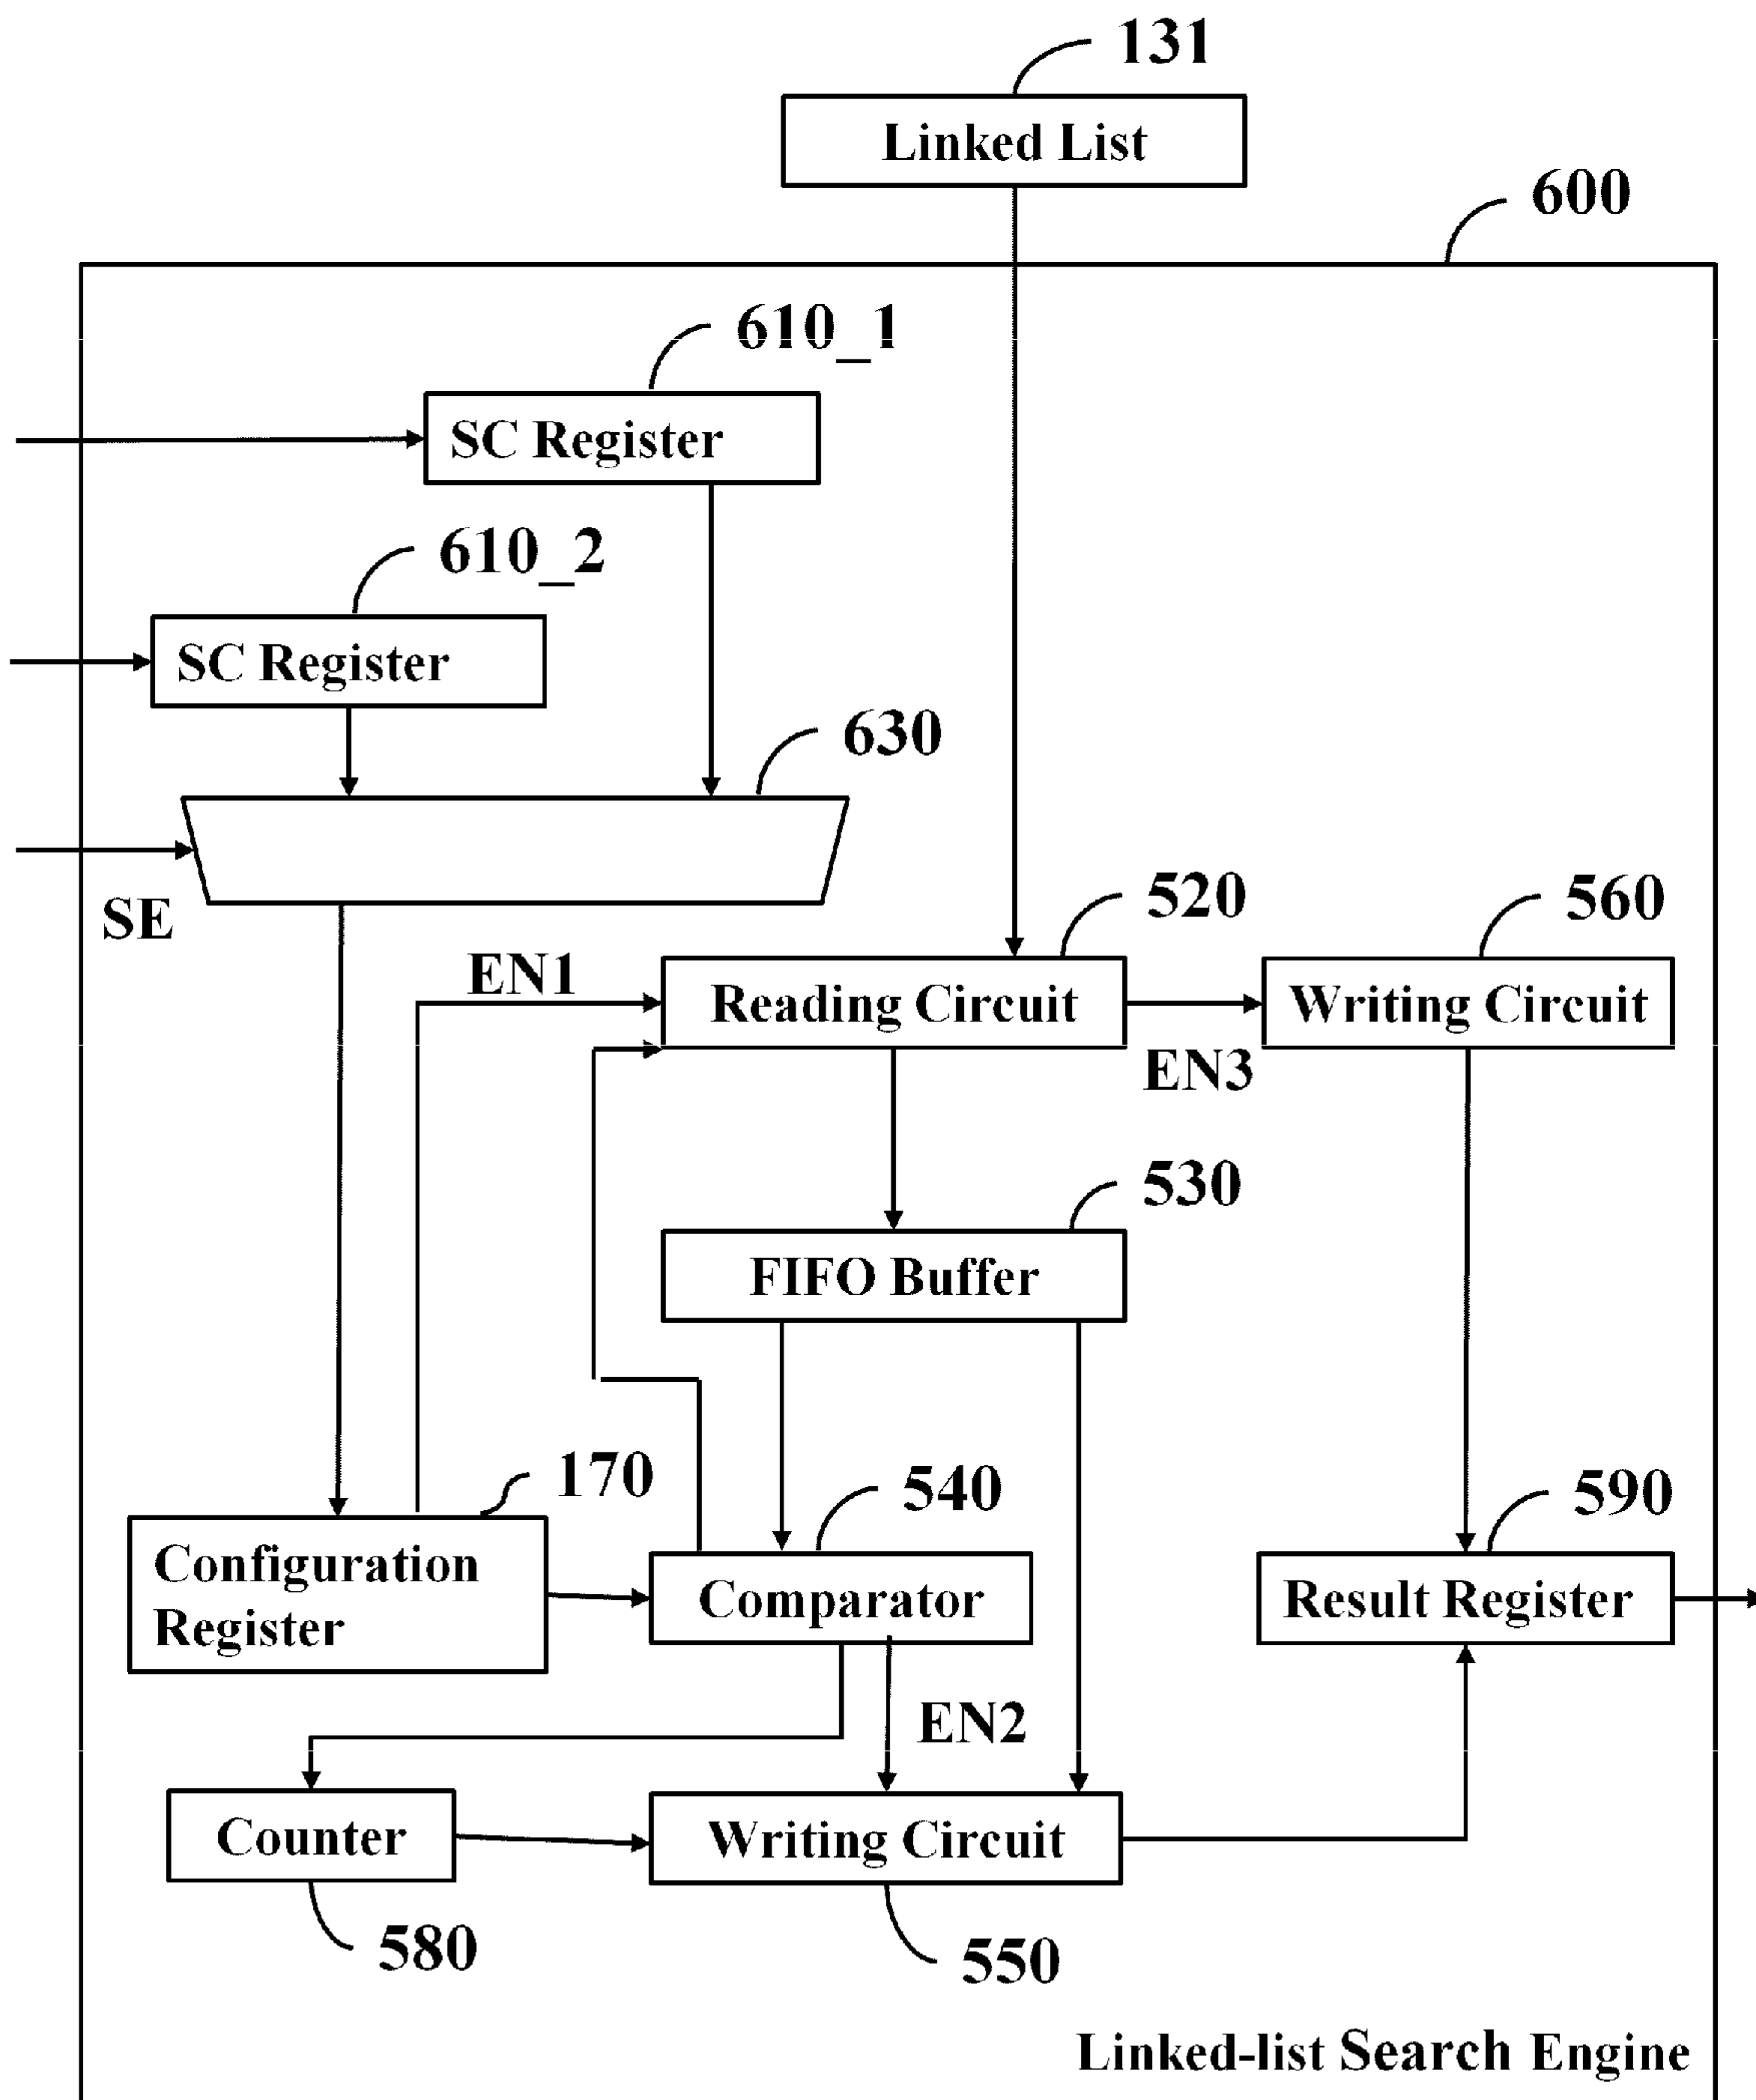 131
Linked List
600
610_1
SC Register
610_2
SC Register
630
SE
520
560
EN1
Reading Circuit
Writing Circuit
EN3
530
FIFO Buffer
170
540
590
Configuration
Register
Comparator
Result Register
EN2
Counter
Writing Circuit
580
550
Linked-list Search Engine